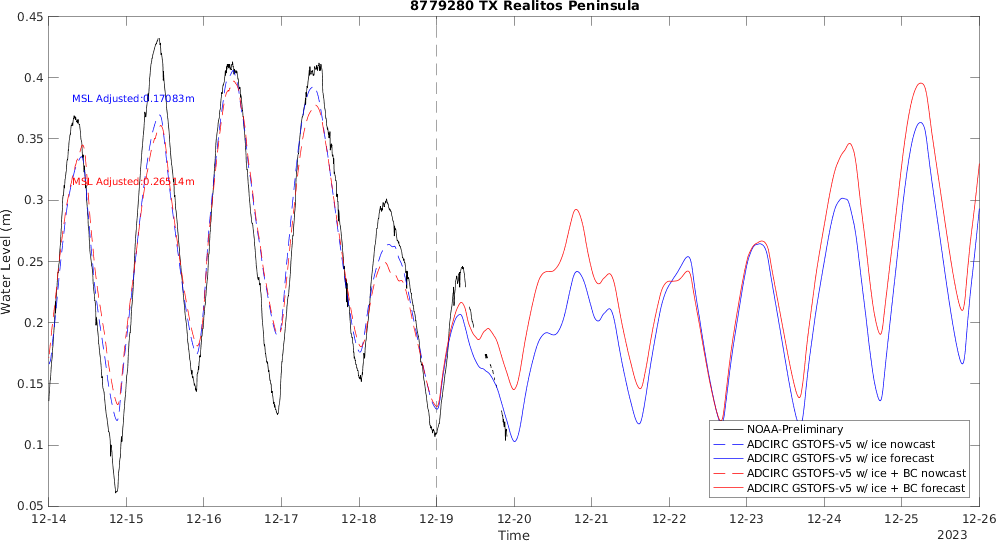 8779280 TX Realitos Peninsula
0.45
0.4
0.35
0.3
0.25
0.2
0.15
0.1
0.05
Water Level (m)
MSL Adjusted:0.17083m
MSL Adjusted:0.26514m
NOAA-Preliminary
ADCIRC GSTOFS-v5 w/ ice nowcast
ADCIRC GSTOFS-v5 w/ ice forecast
ADCIRC GSTOFS-v5 w/ ice + BC nowcast
ADCIRC GSTOFS-v5 w/ ice + BC forecast
12-14 12-15 12-16 12-17 12-18 12-19 12-20 12-21 12-22 12-23 12-24 12-25 12-26
Time
2023